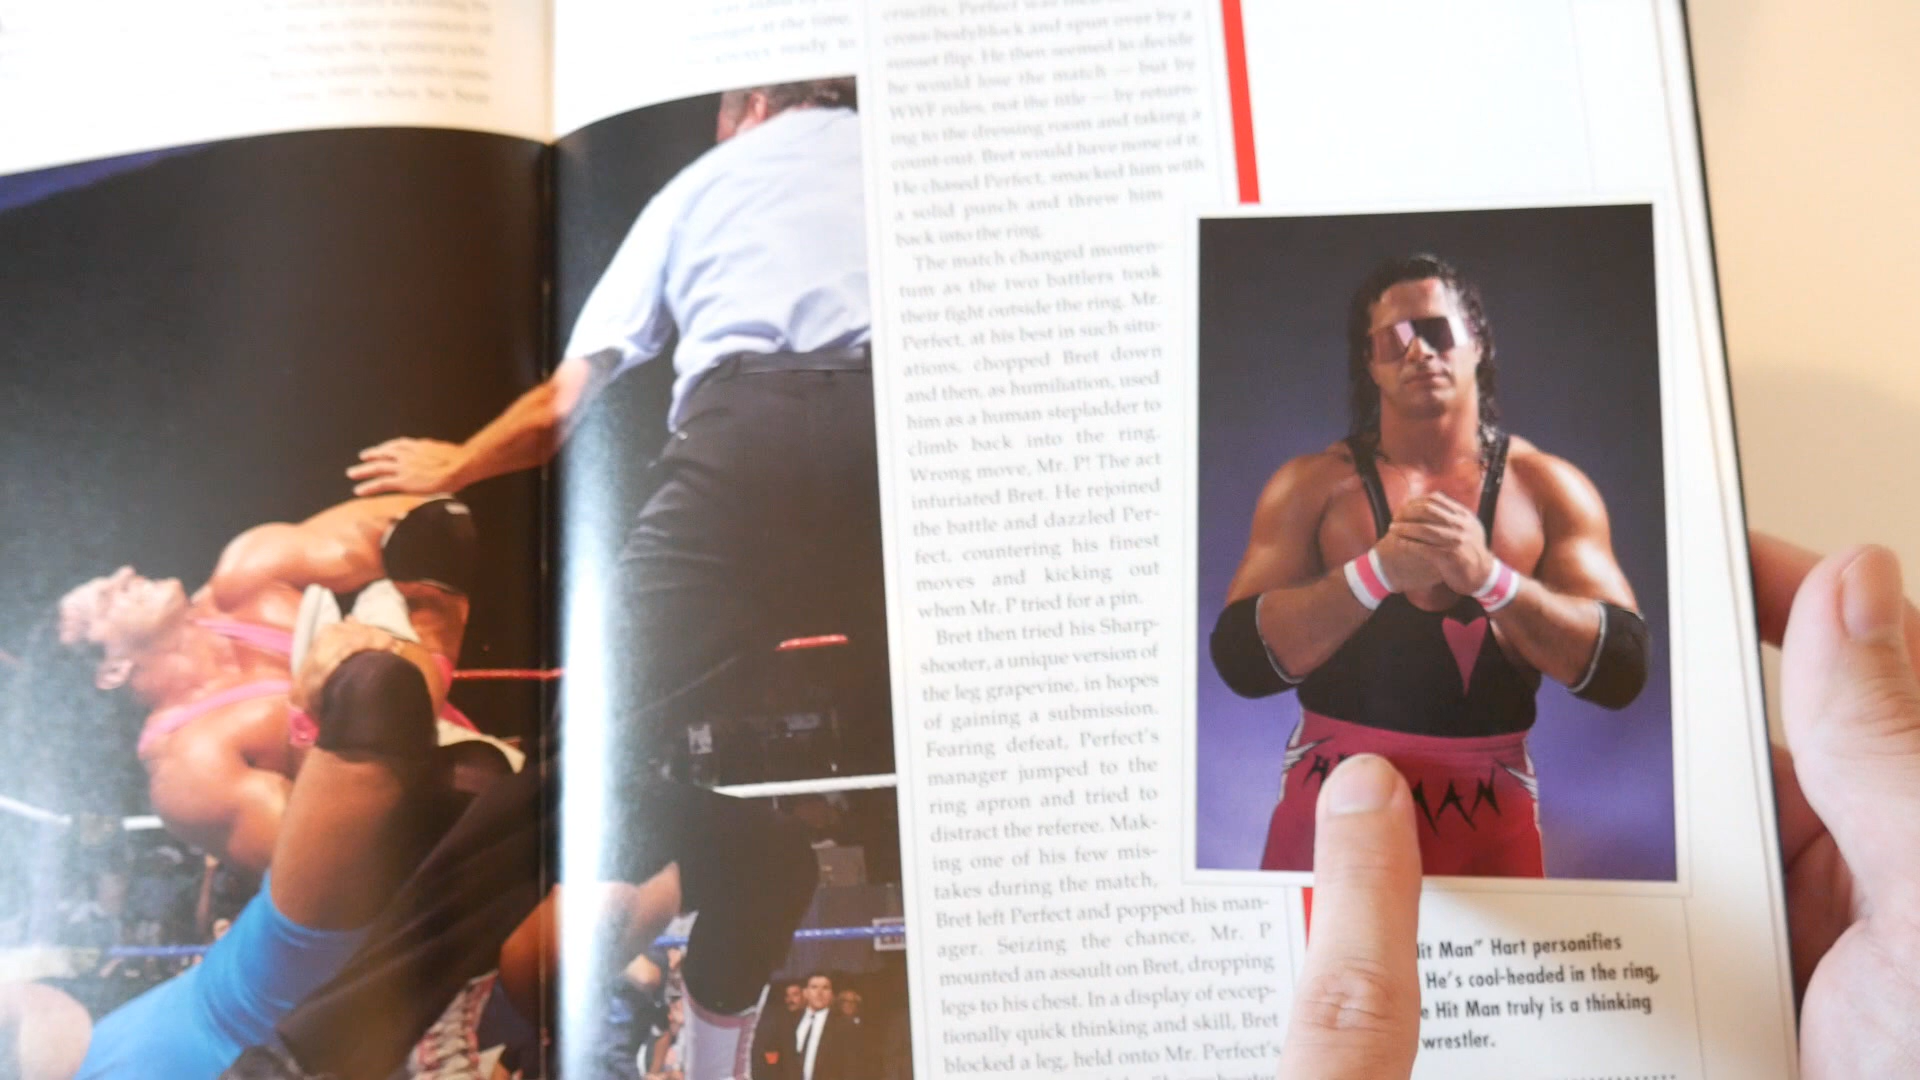 always ready to
crucifix. Perfect was
cross-bodyblock and spun over by a
sunset flip. He then seemed to decide
he would lose the match — but by
WWF rules, not the title — by return-
ing to the dressing room and taking a
count-out. Bret would have none of it.
He chased Perfect, smacked him with
a solid punch and threw him
back into the ring.
The match changed momen-
tum as the two battlers took
their fight outside the ring. Mr.
Perfect, at his best in such situ-
ations, chopped Bret down
and then, as humiliation, used
him as a human stepladder to
climb back into the ring.
Wrong move, Mr. P! The act
infuriated Bret. He rejoined
the battle and dazzled Per-
fect, countering his finest
moves and kicking out
when Mr. P tried for a pin.
Bret then tried his Sharp-
shooter, a unique version of
the leg grapevine, in hopes
of gaining a submission.
Fearing defeat, Perfect's
manager jumped to the
ring apron and tried to
distract the referee. Mak-
ing one of his few mis-
takes during the match,
Bret left Perfect and popped his man-
ager. Seizing the chance, Mr. P
mounted an assault on Bret, dropping
legs to his chest. In a display of excep-
tionally quick thinking and skill, Bret
blocked a leg, held onto Mr. Perfect's
MAN
it Man" Hart personifies
He's cool-headed in the ring,
e Hit Man truly is a thinking
wrestler.